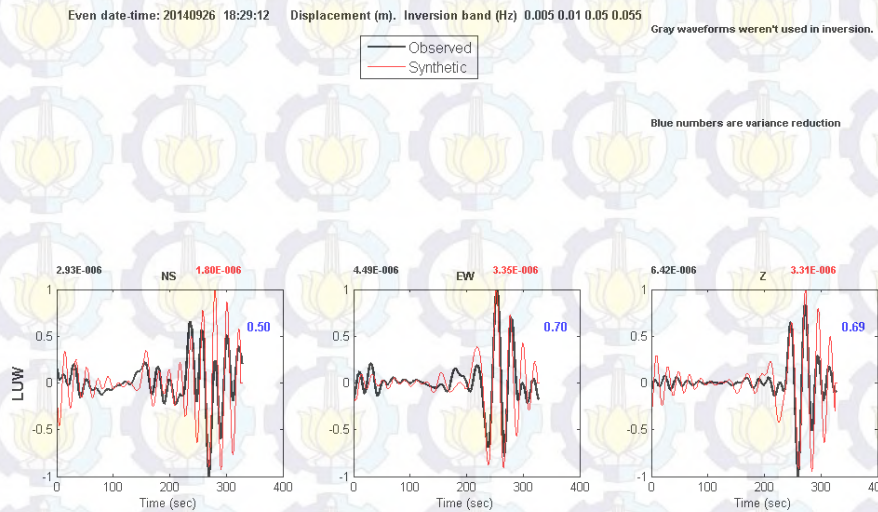 Even date-time: 20140926 18:29:12 Displacement (m). Inversion band (Hz) 0.005 0.01 0.05 0.055
Gray waveforms weren't used in inversion.
Observed
Synthetic
Blue numbers are variance reduction
2.93E-006 NS 1.80E-006
4.49E-006 EW 3.35E-006
6.42E-006 Z 3.31E-006
0.50
0.70
0.69
LUW
1
0.5
0
-0.5
-1
0 100 200 300 400
Time (sec)
1
0.5
0
-0.5
-1
0 100 200 300 400
Time (sec)
1
0.5
0
-0.5
-1
0 100 200 300
Time (sec)